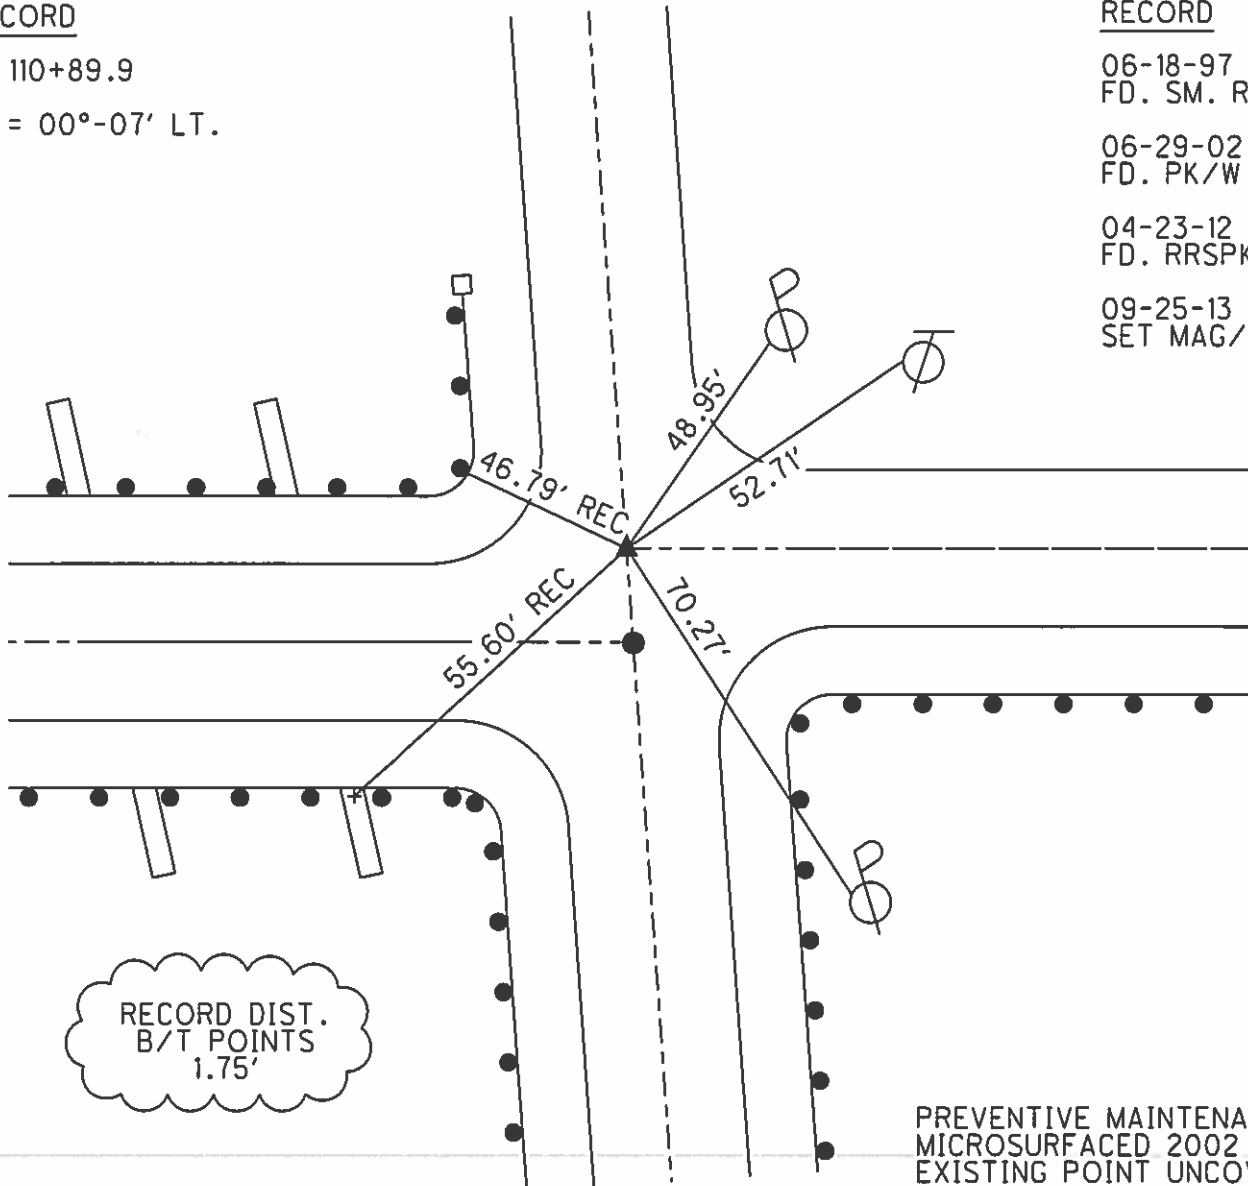 CORD
110+89.9
= 00°-07' LT.
RECORD
06-18-97
FD. SM. R
06-29-02
FD. PK/W
04-23-12
FD. RRSPK
09-25-13
SET MAG/
48.95'
52.71'
46.79' REC
55.60' REC
70.27'
RECORD DIST.
B/T POINTS
1.75'
PREVENTIVE MAINTENA
MICROSURFACED 2002
EXISTING POINT UNCOV